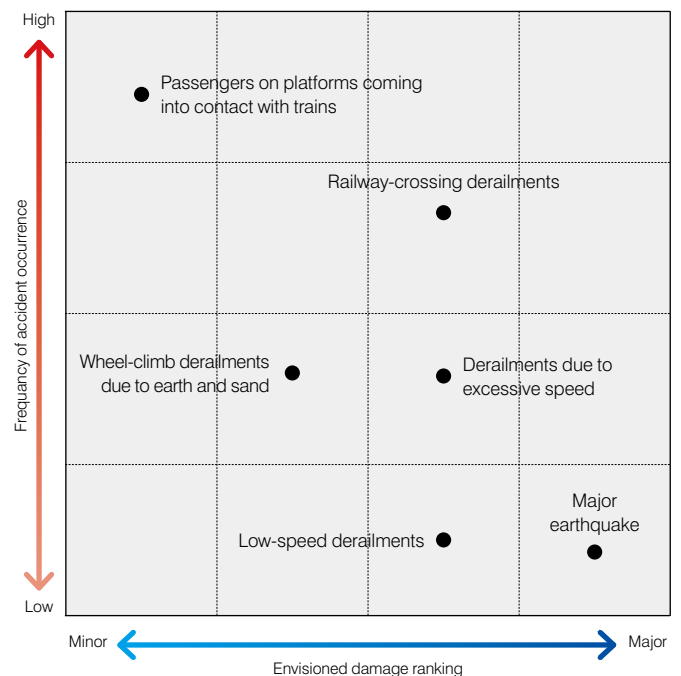 High
Passengers on platforms coming
into contact with trains
Railway-crossing derailments
Frequancy of accident occurrence
Wheel-climb derailments
due to earth and sand
Derailments due to
excessive speed
Major
earthquake
Low-speed derailments
Low
Minor
Major
Envisioned damage ranking